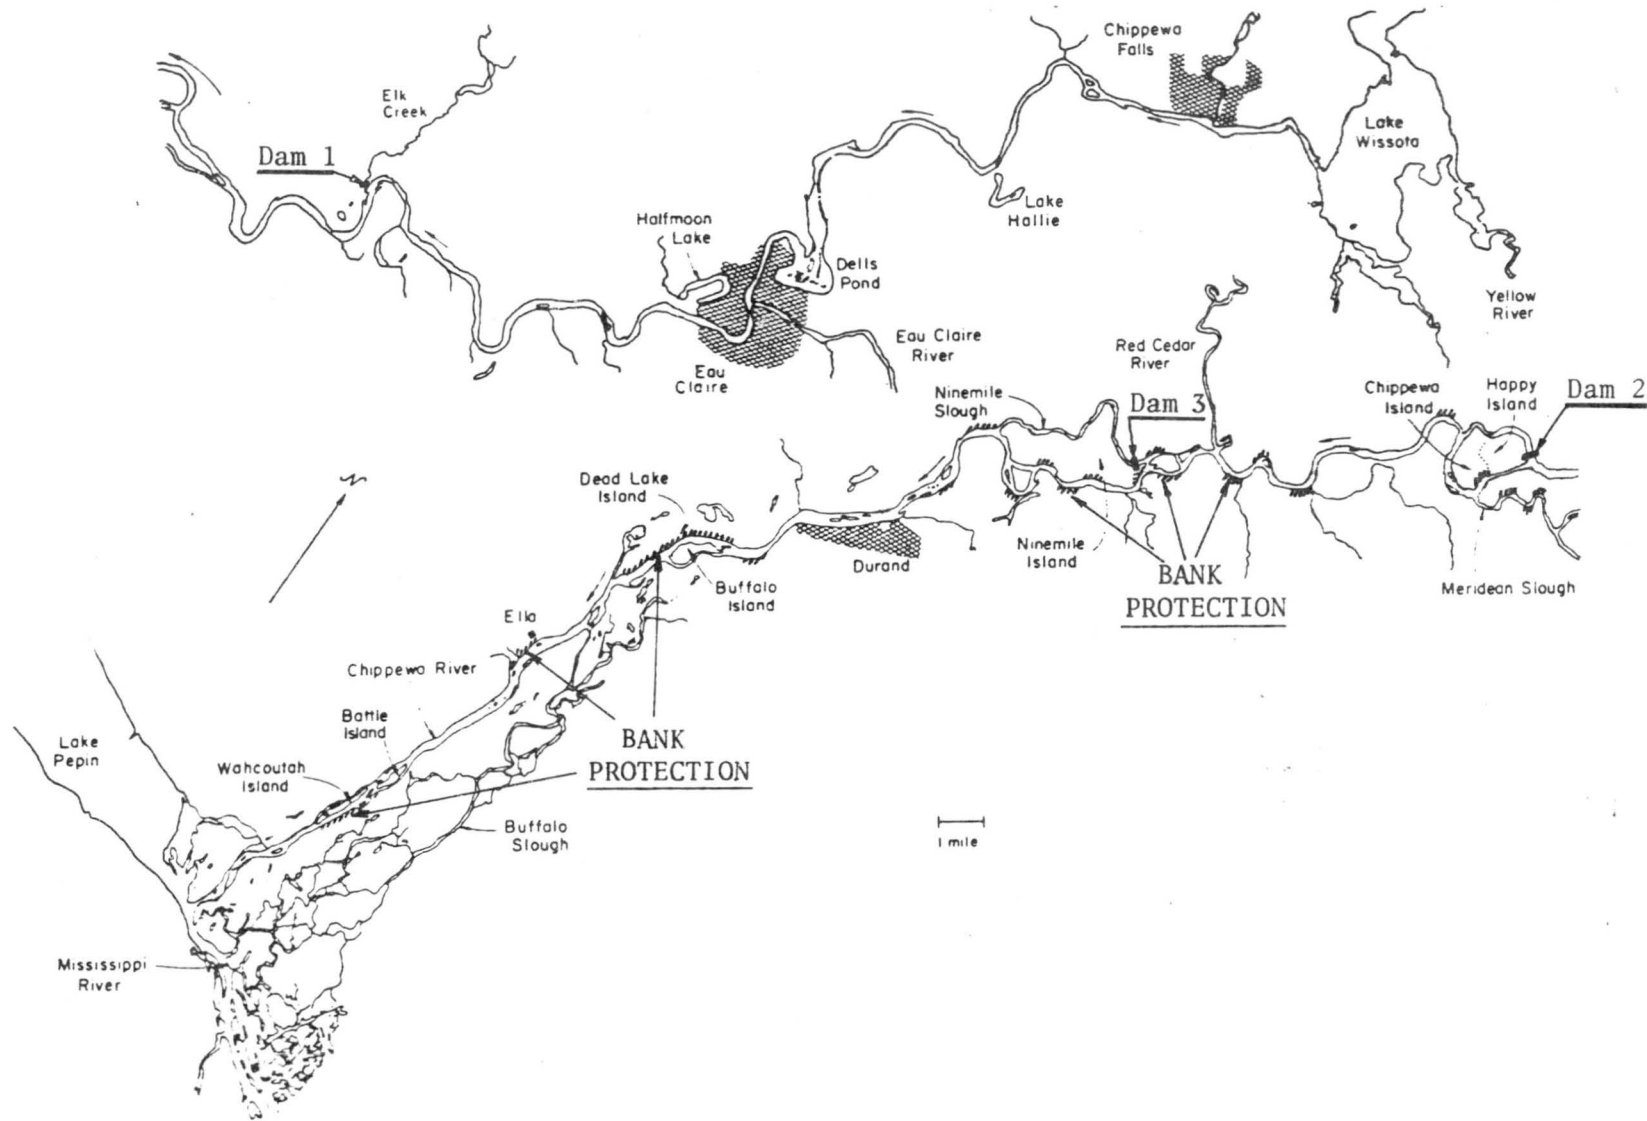 Chippewa
Falls
Elk
Creek
Lake
Wissota
Dam 1
Lake
Hallie
Halfmoon
Lake
Dells
Pond
Yellow
River
Eau Claire
River
Red Cedar
River
Eau
Claire
Ninemile
Slough
Dam 3
Chippewa
Island
Happy
Island
Dam 2
Dead Lake
Island
N
Durand
Ninemile
Island
BANK
PROTECTION
Meridean Slough
Buffalo
Island
Ella
Chippewa River
Battle
Island
BANK
PROTECTION
Lake
Pepin
Wahcoutah
Island
Buffalo
Slough
1 mile
Mississippi
River